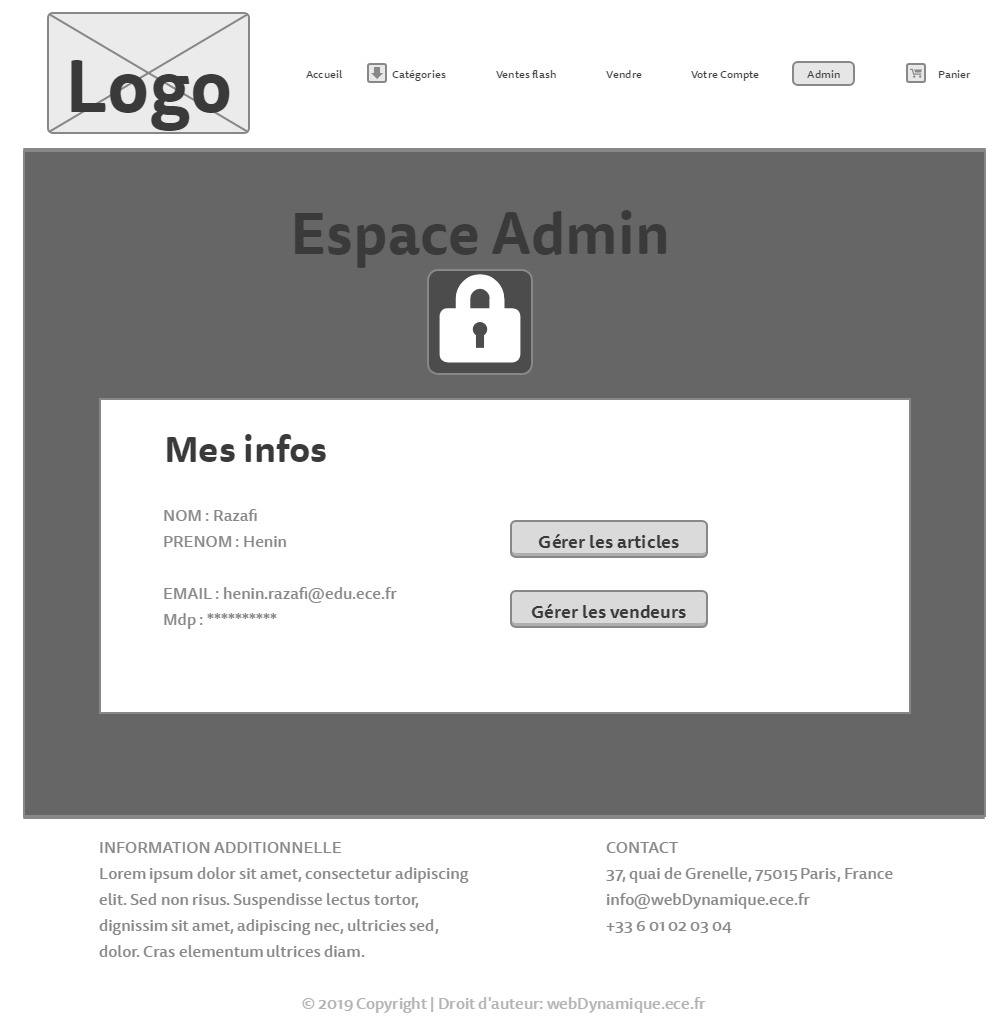 Logo
Accueil
Catégories
Ventes flash
Vendre
Votre Compte
Admin
Panier
Espace Admin
Mes infos
NOM : Razafi
PRENOM : Henin
EMAIL : henin.razafi@edu.ece.fr
Mdp : **********
Gérer les articles
Gérer les vendeurs
INFORMATION ADDITIONNELLE
Lorem ipsum dolor sit amet, consectetur adipiscing
elit. Sed non risus. Suspendisse lectus tortor,
dignissim sit amet, adipiscing nec, ultricies sed,
dolor. Cras elementum ultrices diam.
CONTACT
37, quai de Grenelle, 75015 Paris, France
info@webDynamique.ece.fr
+33 6 01 02 03 04
© 2019 Copyright | Droit d'auteur: webDynamique.ece.fr